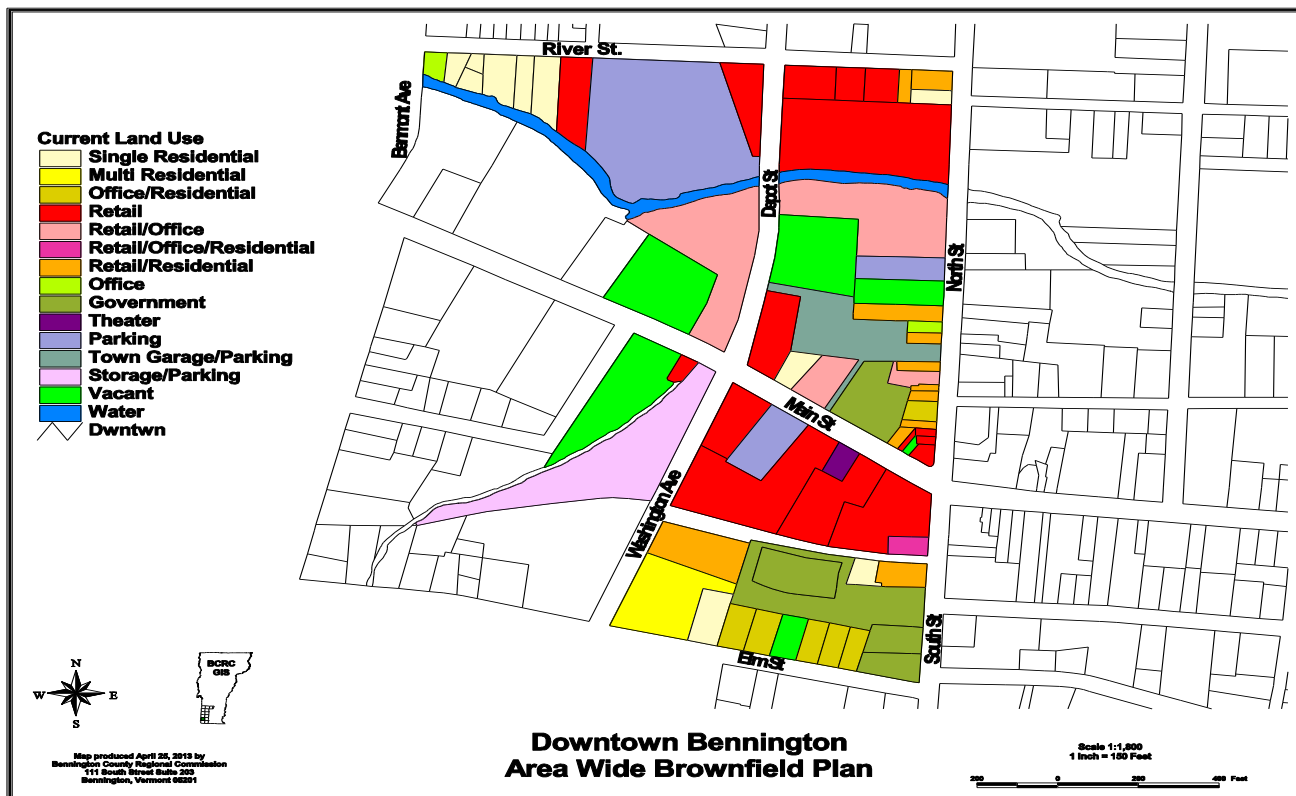 River St.
Benmont Ave
Current Land Use
Single Residential
Multi Residential
Office/Residential
Retail
Retail/Office
Retail/Office/Residential
Retail/Residential
Office
Government
Theater
Parking
Town Garage/Parking
Storage/Parking
Vacant
Water
Dwntwn
Depot St.
North St.
Main St
Washington Ave
South St.
Elm St
N
W
E
S
BCRC
GIS
Map produced April 25, 2013 by
Bennington County Regional Commission
111 South Street Suite 203
Bennington, Vermont 05201
Downtown Bennington
Area Wide Brownfield Plan
Scale 1:1,800
1 Inch = 150 Feet
200 0 200 400 Feet